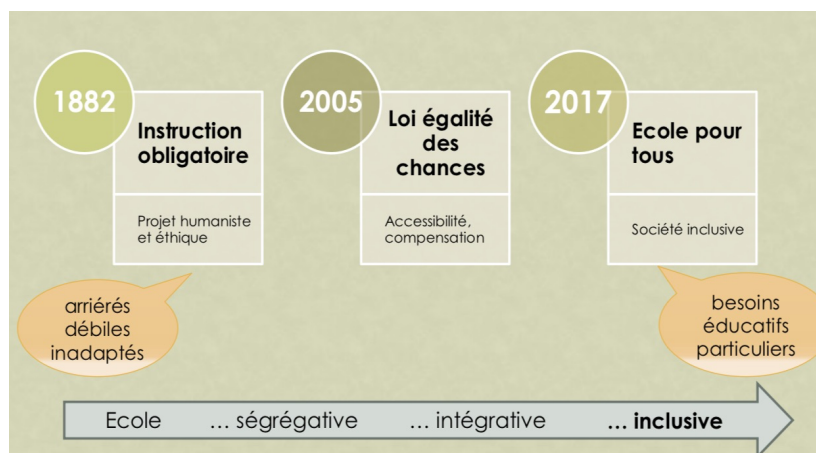 1882
Instruction
obligatoire
Projet humaniste
et éthique
arriérés
débiles
inadaptés
2005
Loi égalité
des
chances
Accessibilité,
compensation
2017
Ecole pour
tous
Société inclusive
besoins
éducatifs
particuliers
Ecole … ségrégative … intégrative … inclusive